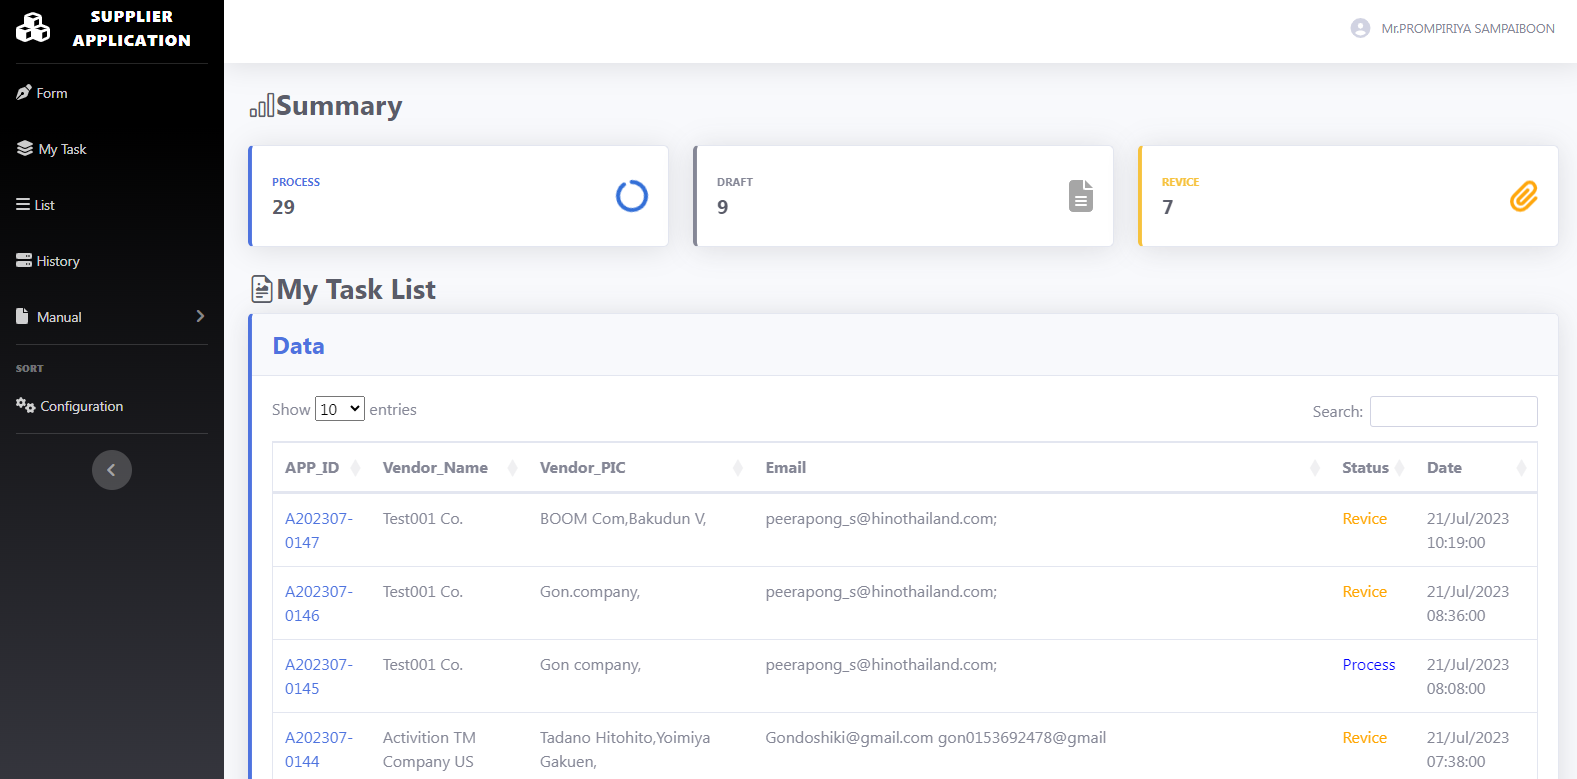 SUPPLIER
APPLICATION
Mr.PROMPIRIYA SAMPAIBOON
Form
My Task
List
History
Manual
SORT
Configuration
Summary
PROCESS
29
DRAFT
9
REVICE
7
My Task List
Data
Show 10 entries
Search:
APP_ID Vendor_Name Vendor_PIC Email Status Date
A202307- Test001 Co. BOOM Com,Bakudun V, peerapong_s@hinothailand.com; Revice 21/Jul/2023
0147 10:19:00
A202307- Test001 Co. Gon.company, peerapong_s@hinothailand.com; Revice 21/Jul/2023
0146 08:36:00
A202307- Test001 Co. Gon company, peerapong_s@hinothailand.com; Process 21/Jul/2023
0145 08:08:00
A202307- Activition TM Tadano Hitohito,Yoimiya Gondoshiki@gmail.com gon0153692478@gmail Revice 21/Jul/2023
0144 Company US Gakuen, 07:38:00